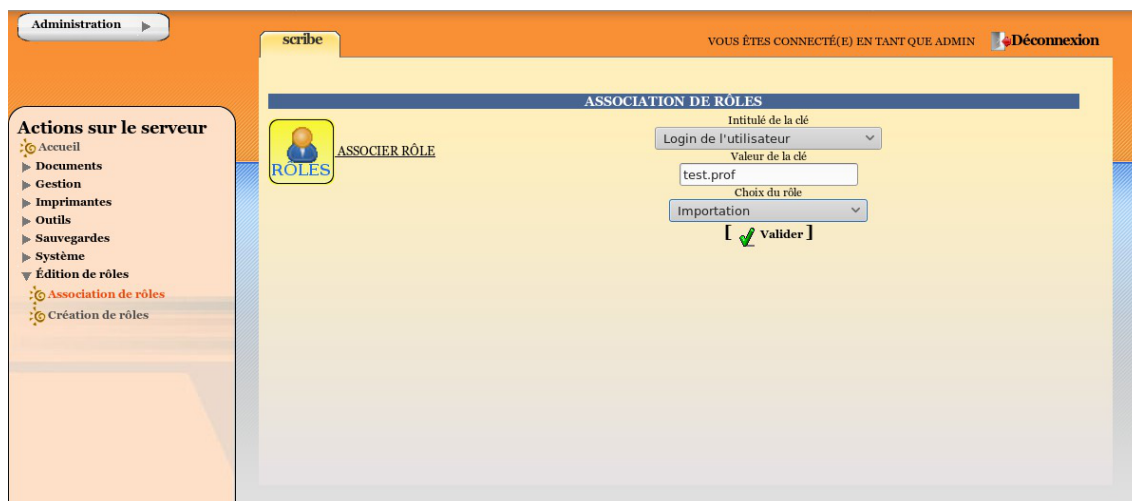 Administration
scribe
VOUS ÊTES CONNECTÉ(E) EN TANT QUE ADMIN
Déconnexion
Actions sur le serveur
Accueil
Documents
Gestion
Imprimantes
Outils
Sauvegardes
Système
Édition de rôles
Association de rôles
Création de rôles
ASSOCIATION DE RÔLES
RÔLES
ASSOCIER RÔLE
Intitulé de la clé
Login de l'utilisateur
Valeur de la clé
test.prof
Choix du rôle
Importation
[ Valider ]